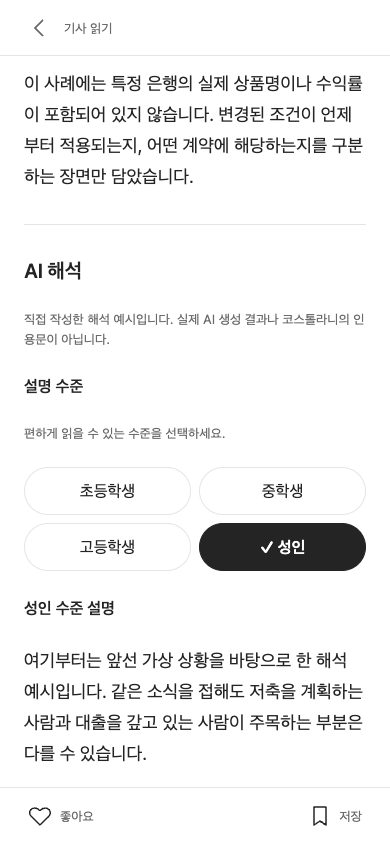 기사 읽기
이 사례에는 특정 은행의 실제 상품명이나 수익률
이 포함되어 있지 않습니다. 변경된 조건이 언제
부터 적용되는지, 어떤 계약에 해당하는지를 구분
하는 장면만 담았습니다.
AI 해석
직접 작성한 해석 예시입니다. 실제 AI 생성 결과나 코스톨라니의 인
용문이 아닙니다.
설명 수준
편하게 읽을 수 있는 수준을 선택하세요.
초등학생
중학생
고등학생
✓ 성인
성인 수준 설명
여기부터는 앞선 가상 상황을 바탕으로 한 해석
예시입니다. 같은 소식을 접해도 저축을 계획하는
사람과 대출을 갚고 있는 사람이 주목하는 부분은
다를 수 있습니다.
좋아요
저장